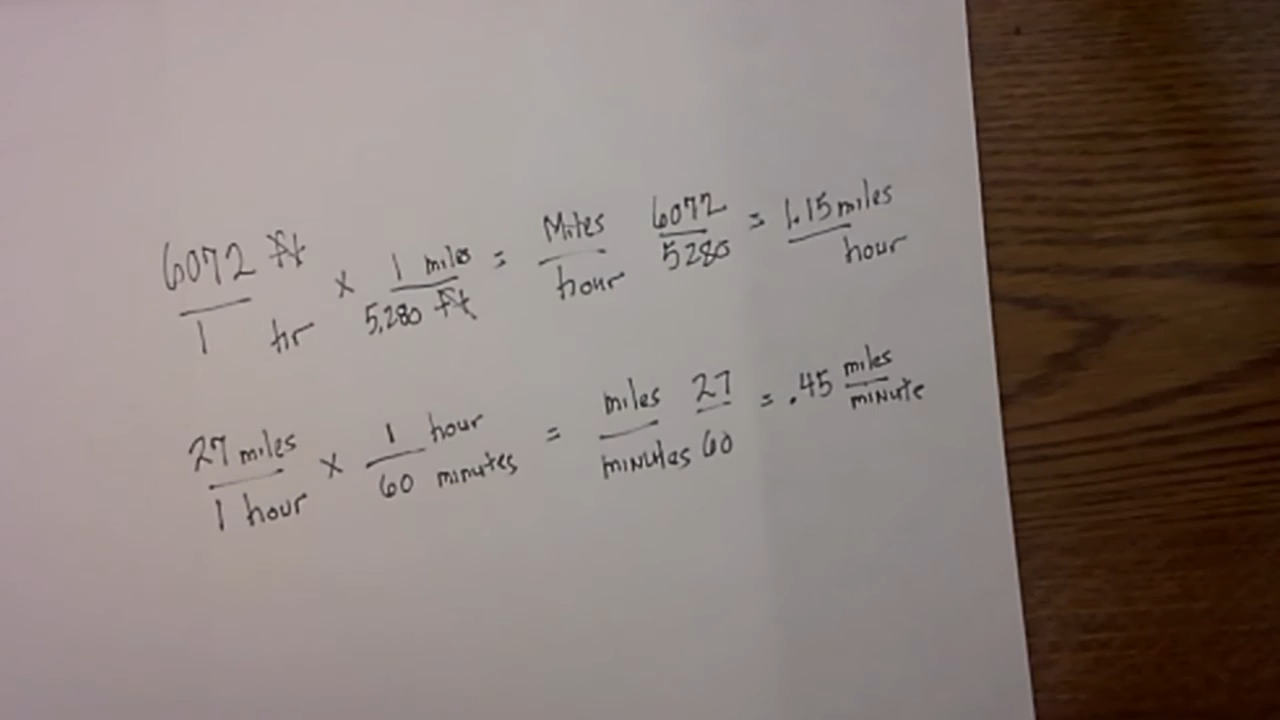 6072 ft / 1 hr × 1 miles / 5,280 ft = Miles / hour 6072 / 5280 = 1.15 miles / hour
27 miles / 1 hour × 1 hour / 60 minutes = miles / minutes 27 / 60 = .45 miles / minute